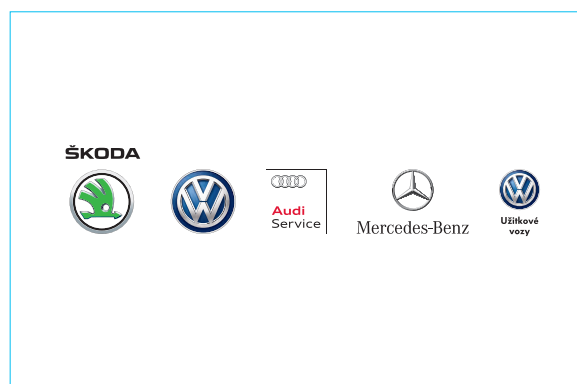 ŠKODA
Audi
Service
Mercedes-Benz
Užitkové
vozy